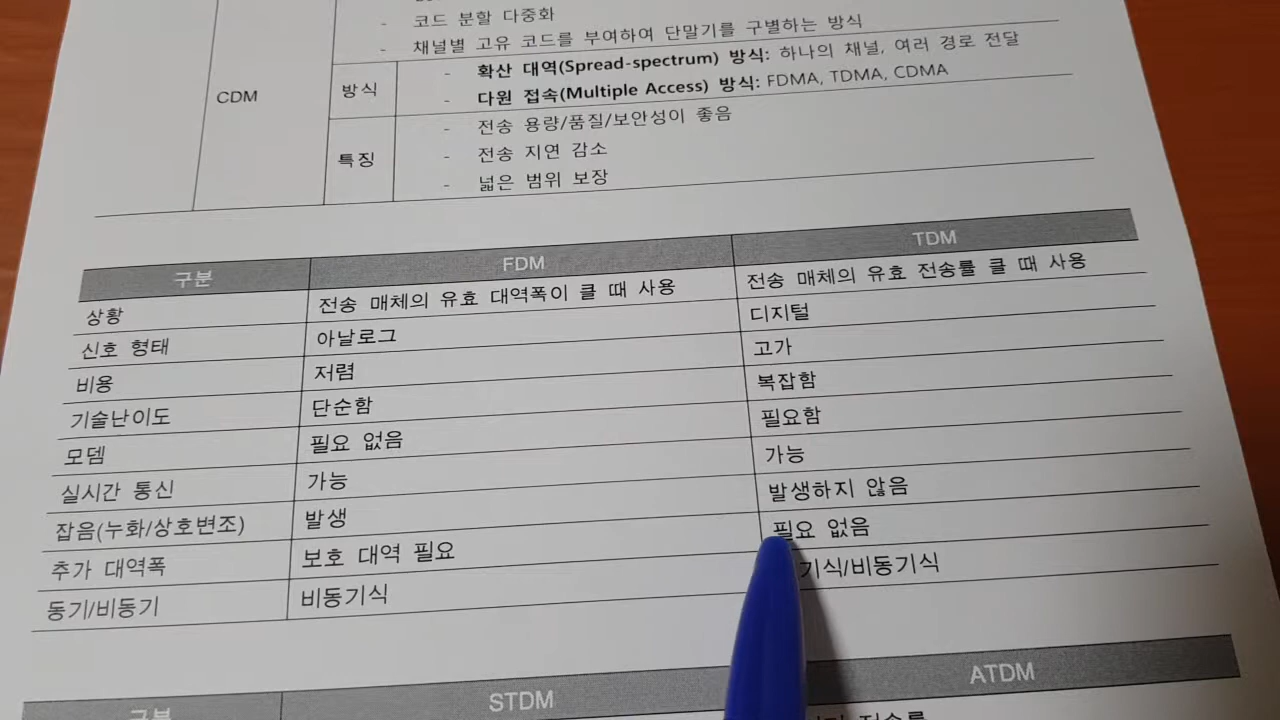 - 코드 분할 다중화
- 채널별 고유 코드를 부여하여 단말기를 구별하는 방식
CDM
방식
- 확산 대역(Spread-spectrum) 방식: 하나의 채널, 여러 경로 전달
- 다원 접속(Multiple Access) 방식: FDMA, TDMA, CDMA
특징
- 전송 용량/품질/보안성이 좋음
- 전송 지연 감소
- 넓은 범위 보장
구분 FDM TDM
상황 전송 매체의 유효 대역폭이 클 때 사용 전송 매체의 유효 전송률 클 때 사용
신호 형태 아날로그 디지털
비용 저렴 고가
기술난이도 단순함 복잡함
모뎀 필요 없음 필요함
실시간 통신 가능 가능
잡음(누화/상호변조) 발생 발생하지 않음
추가 대역폭 보호 대역 필요 필요 없음
동기/비동기 비동기식 기식/비동기식
구분 STDM ATDM